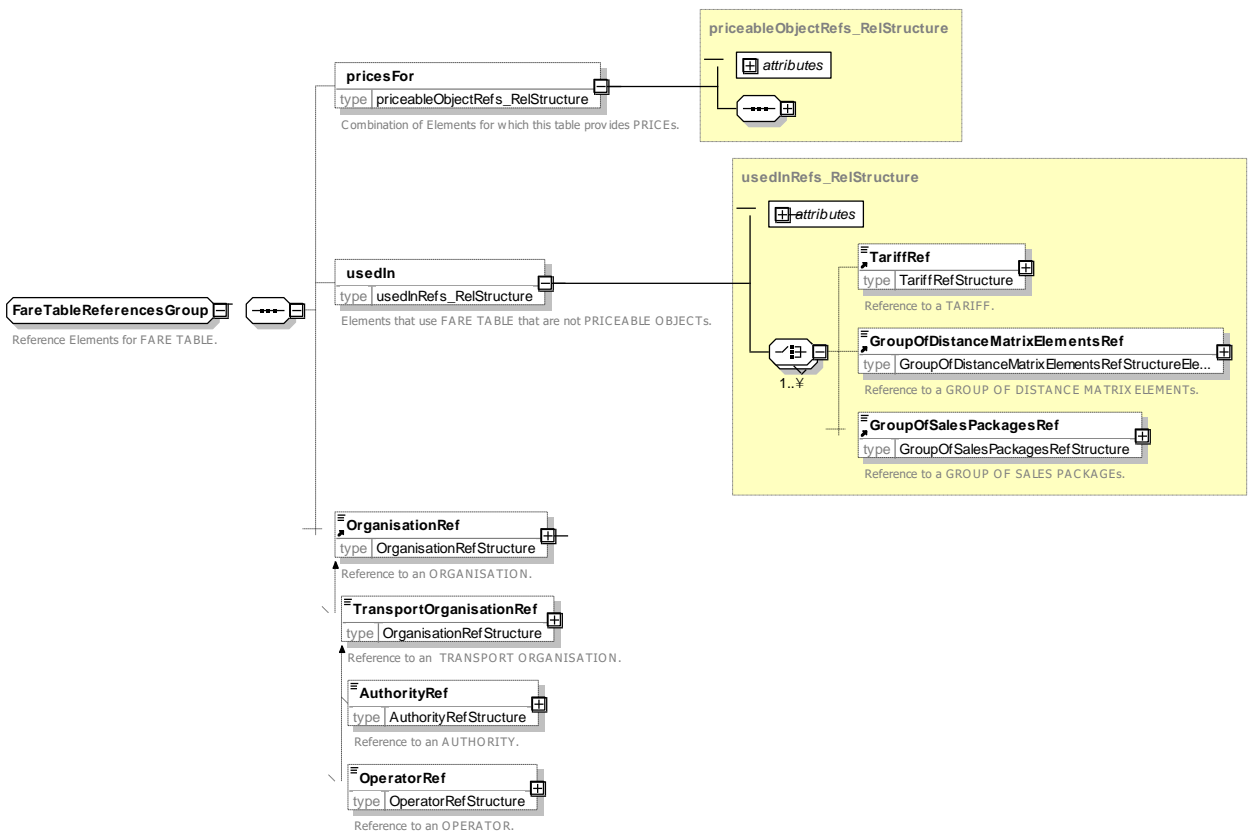 priceableObjectRefs_RelStructure
attributes
pricesFor
type priceableObjectRefs_RelStructure
Combination of Elements for which this table provides PRICEs.
usedInRefs_RelStructure
attributes
TariffRef
type TariffRefStructure
Reference to a TARIFF.
usedIn
type usedInRefs_RelStructure
Elements that use FARE TABLE that are not PRICEABLE OBJECTs.
FareTableReferencesGroup
Reference Elements for FARE TABLE.
GroupOfDistanceMatrixElementsRef
type GroupOfDistanceMatrixElementsRefStructureEle...
Reference to a GROUP OF DISTANCE MATRIX ELEMENTs.
1..¥
GroupOfSalesPackagesRef
type GroupOfSalesPackagesRefStructure
Reference to a GROUP OF SALES PACKAGEs.
OrganisationRef
type OrganisationRefStructure
Reference to an ORGANISATION.
TransportOrganisationRef
type OrganisationRefStructure
Reference to an TRANSPORT ORGANISATION.
AuthorityRef
type AuthorityRefStructure
Reference to an AUTHORITY.
OperatorRef
type OperatorRefStructure
Reference to an OPERATOR.